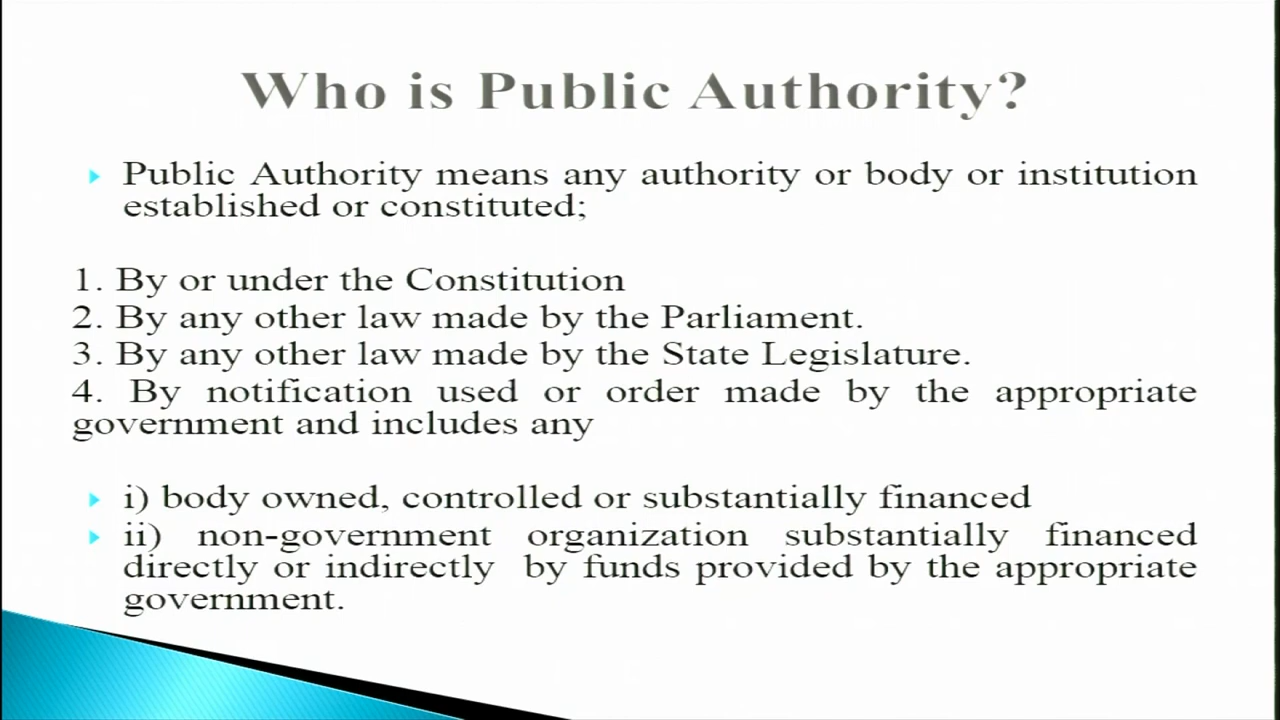 Who is Public Authority?
Public Authority means any authority or body or institution
established or constituted;
1. By or under the Constitution
2. By any other law made by the Parliament.
3. By any other law made by the State Legislature.
4. By notification used or order made by the appropriate
government and includes any
i) body owned, controlled or substantially financed
ii) non-government organization substantially financed
directly or indirectly by funds provided by the appropriate
government.